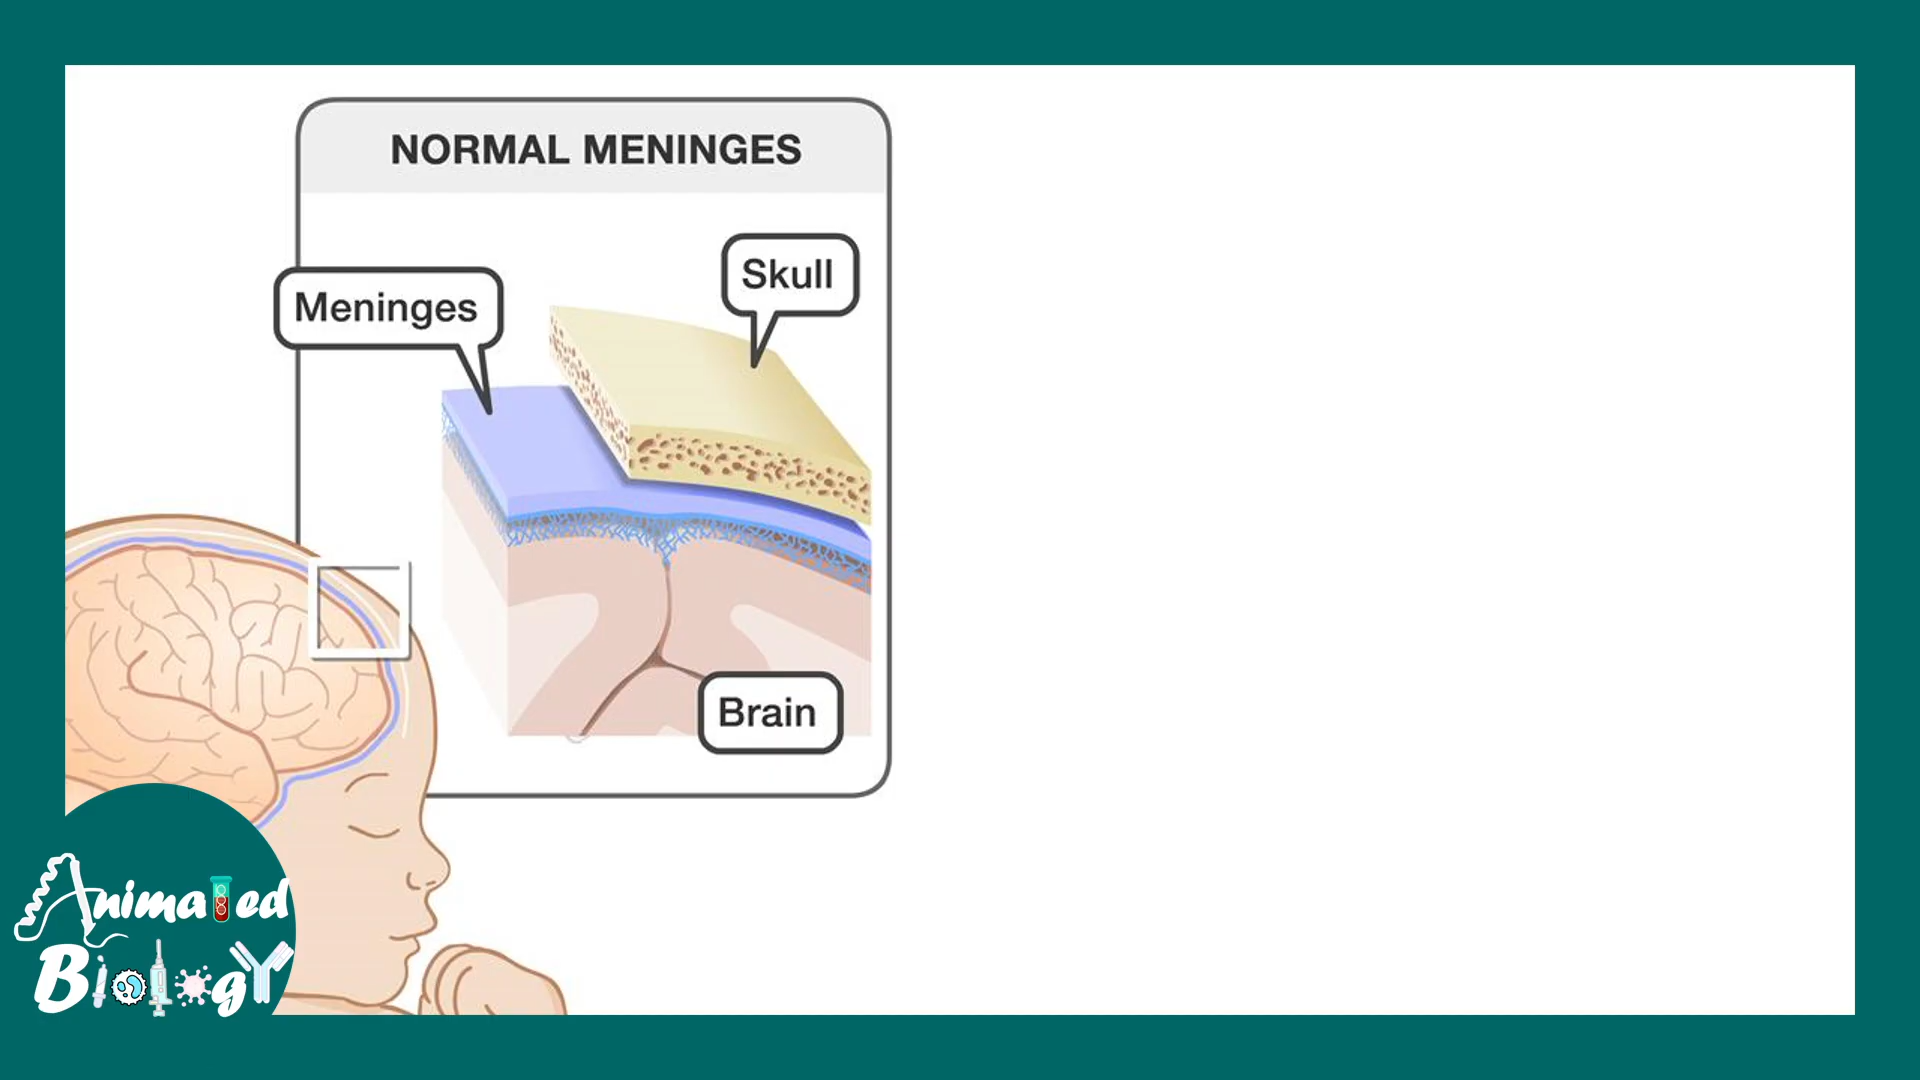 NORMAL MENINGES
Skull
Meninges
Brain
Animated
Biology